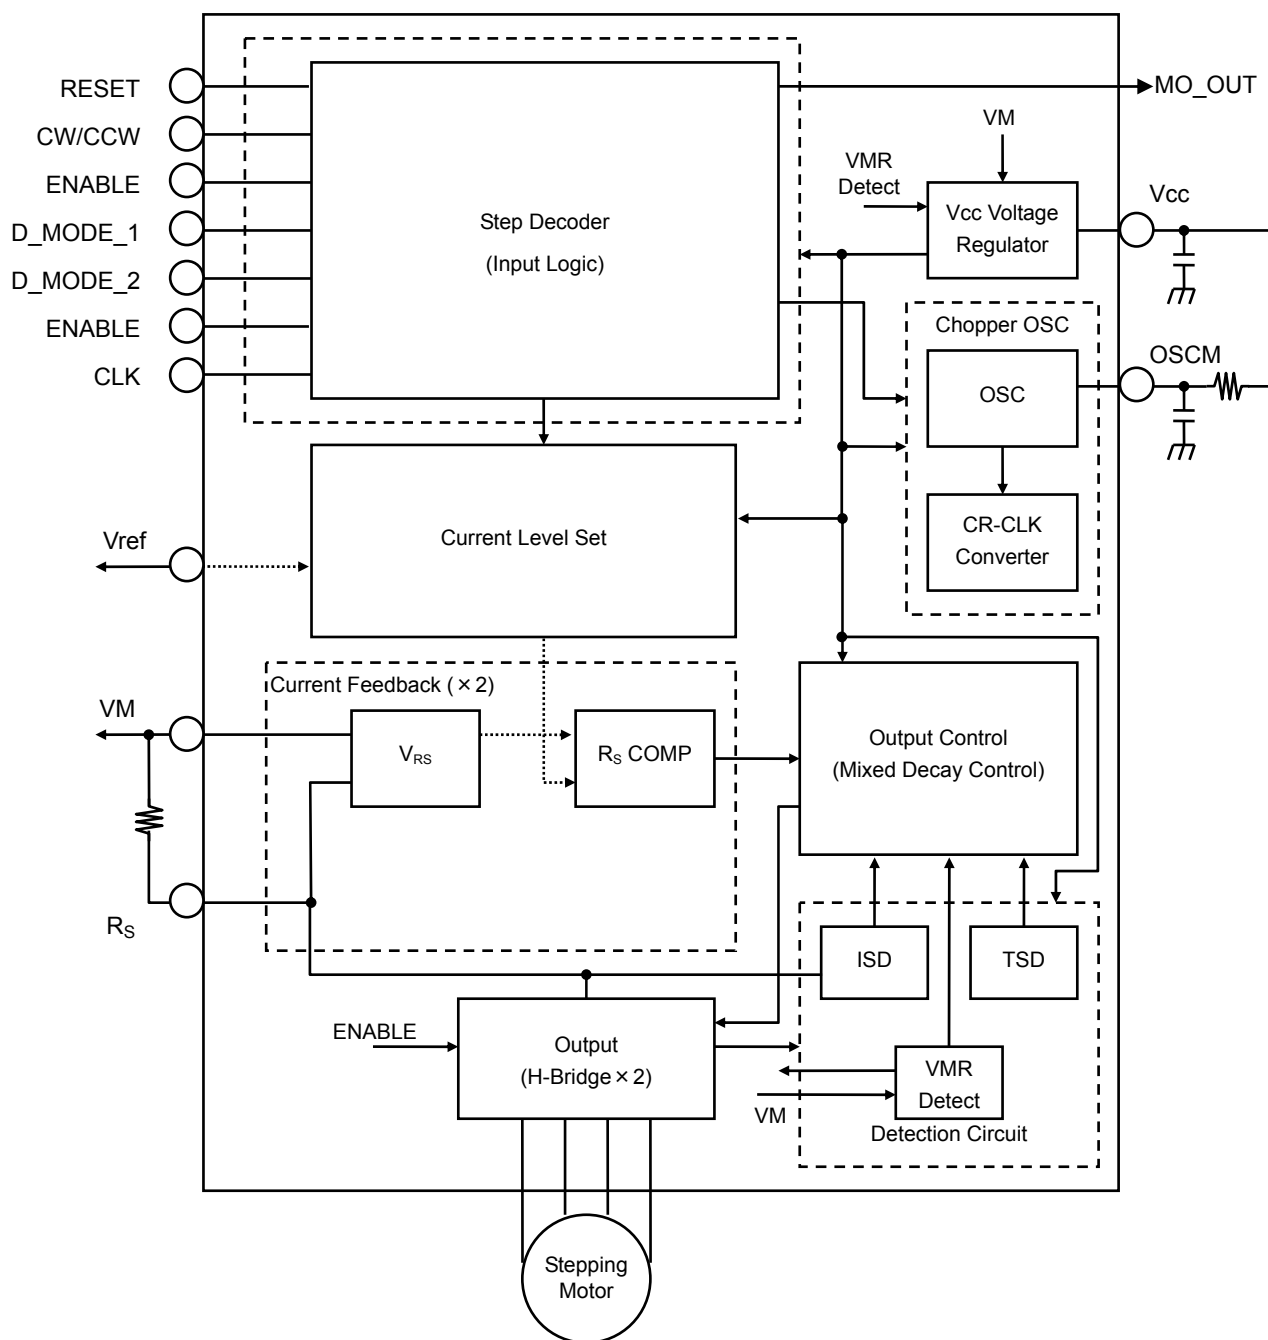 RESET
CW/CCW
ENABLE
D_MODE_1
D_MODE_2
ENABLE
CLK
Step Decoder
(Input Logic)
MO_OUT
VM
VMR
Detect
Vcc Voltage
Regulator
Vcc
Chopper OSC
OSC
OSCM
CR-CLK
Converter
Vref
Current Level Set
Current Feedback (×2)
VM
VRS
RS COMP
RS
Output Control
(Mixed Decay Control)
ISD
TSD
ENABLE
Output
(H-Bridge×2)
VMR
Detect
VM
Detection Circuit
Stepping
Motor